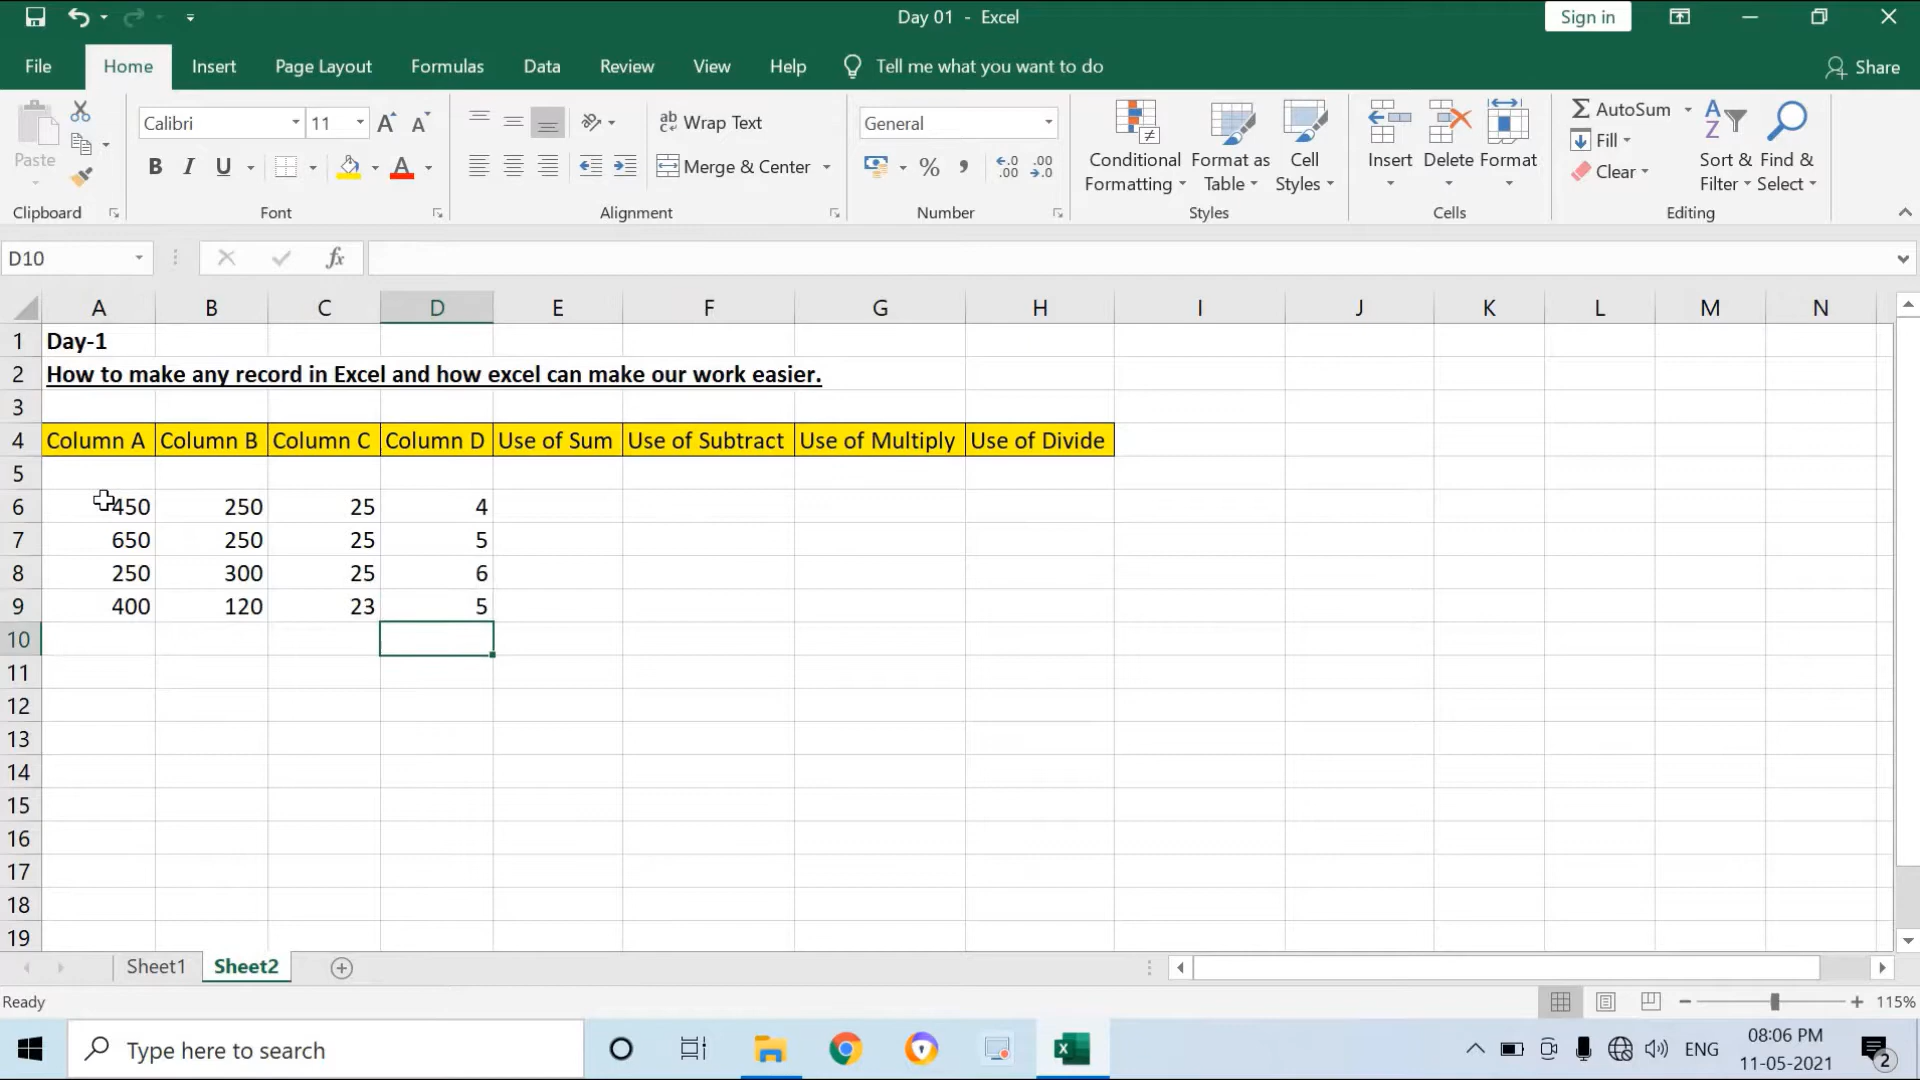 Day 01 - Excel
Sign in
File Home Insert Page Layout Formulas Data Review View Help Tell me what you want to do Share
Paste
Clipboard
Calibri 11
B I U A
Font
ab Wrap Text
Merge & Center
Alignment
General
% , .0 .00 .00 .0
Number
Conditional Formatting
Format as Table
Cell Styles
Styles
Insert Delete Format
Cells
Σ AutoSum
Fill
Clear
Sort & Filter
Find & Select
Editing
D10 fx
A B C D E F G H I J K L M N
1 Day-1
2 How to make any record in Excel and how excel can make our work easier.
3
4 Column A Column B Column C Column D Use of Sum Use of Subtract Use of Multiply Use of Divide
5
6 450 250 25 4
7 650 250 25 5
8 250 300 25 6
9 400 120 23 5
10
11
12
13
14
15
16
17
18
19
Sheet1 Sheet2
Ready 115%
Type here to search
ENG
08:06 PM
11-05-2021
2